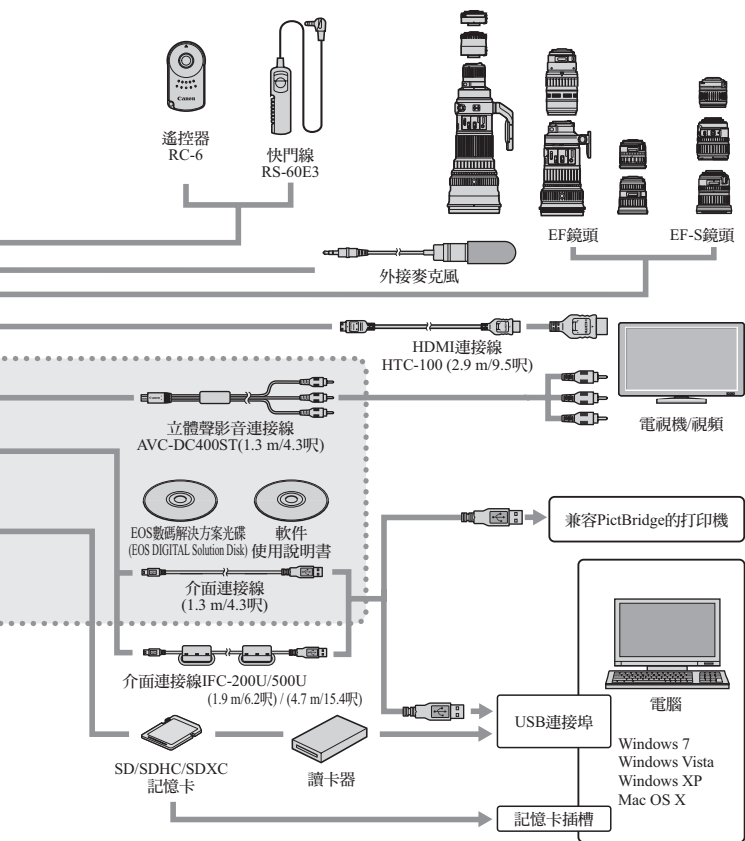 Canon
遙控器
RC-6
快門線
RS-60E3
EF鏡頭
EF-S鏡頭
外接麥克風
HDMI連接線
HTC-100 (2.9 m/9.5呎)
電視機/視頻
立體聲影音連接線
AVC-DC400ST(1.3 m/4.3呎)
EOS數碼解決方案光碟
(EOS DIGITAL Solution Disk)
軟件
使用說明書
兼容PictBridge的打印機
介面連接線
(1.3 m/4.3呎)
介面連接線IFC-200U/500U
(1.9 m/6.2呎) / (4.7 m/15.4呎)
電腦
USB連接埠
Windows 7
Windows Vista
Windows XP
Mac OS X
SD/SDHC/SDXC
記憶卡
讀卡器
記憶卡插槽